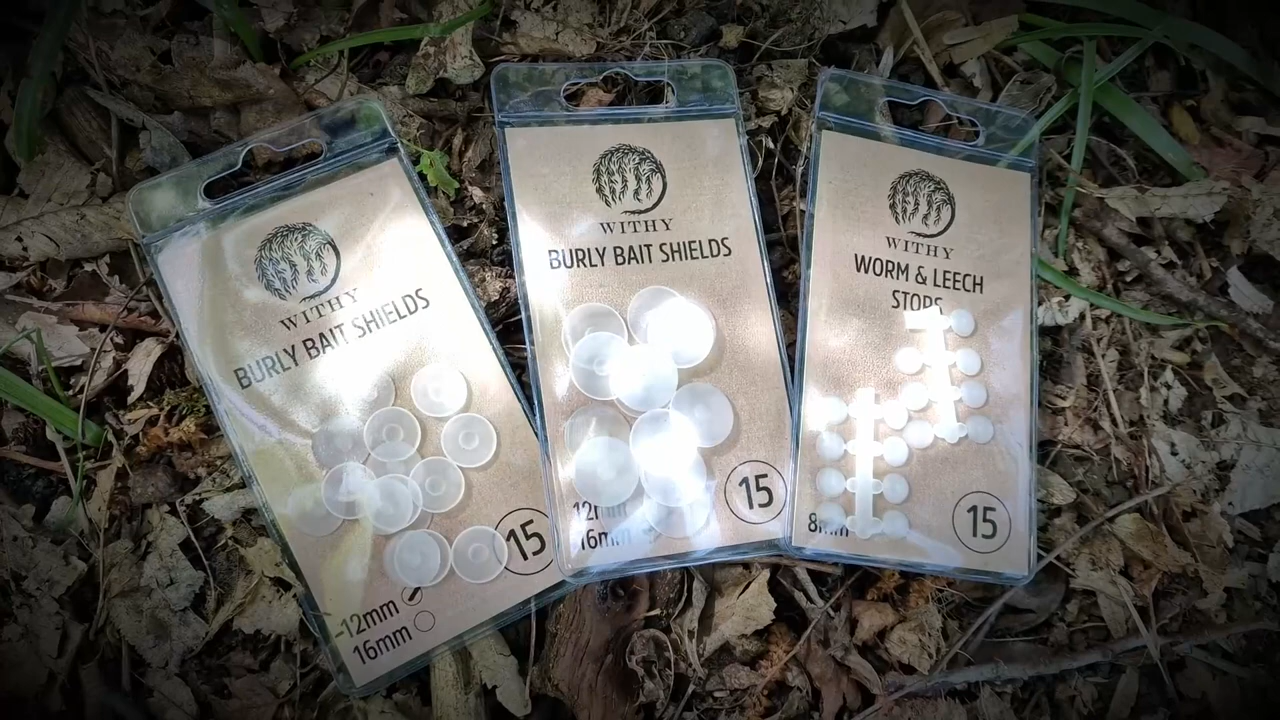 WITHY
BURLY BAIT SHIELDS
15
-12mm
16mm
WITHY
BURLY BAIT SHIELDS
15
12mm
16mm
WITHY
WORM & LEECH
STOPS
15
8mm